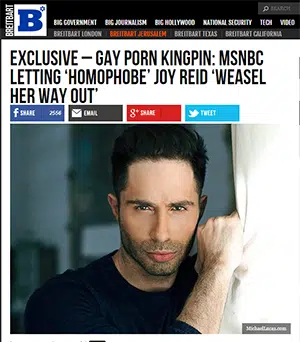 BREITBART
B
BIG GOVERNMENT BIG JOURNALISM BIG HOLLYWOOD NATIONAL SECURITY TECH VIDEO
BREITBART LONDON BREITBART JERUSALEM BREITBART TEXAS BREITBART CALIFORNIA
EXCLUSIVE – GAY PORN KINGPIN: MSNBC
LETTING ‘HOMOPHOBE’ JOY REID ‘WEASEL
HER WAY OUT’
f SHARE 2556 EMAIL g+ SHARE TWEET
MichaelLucas.com